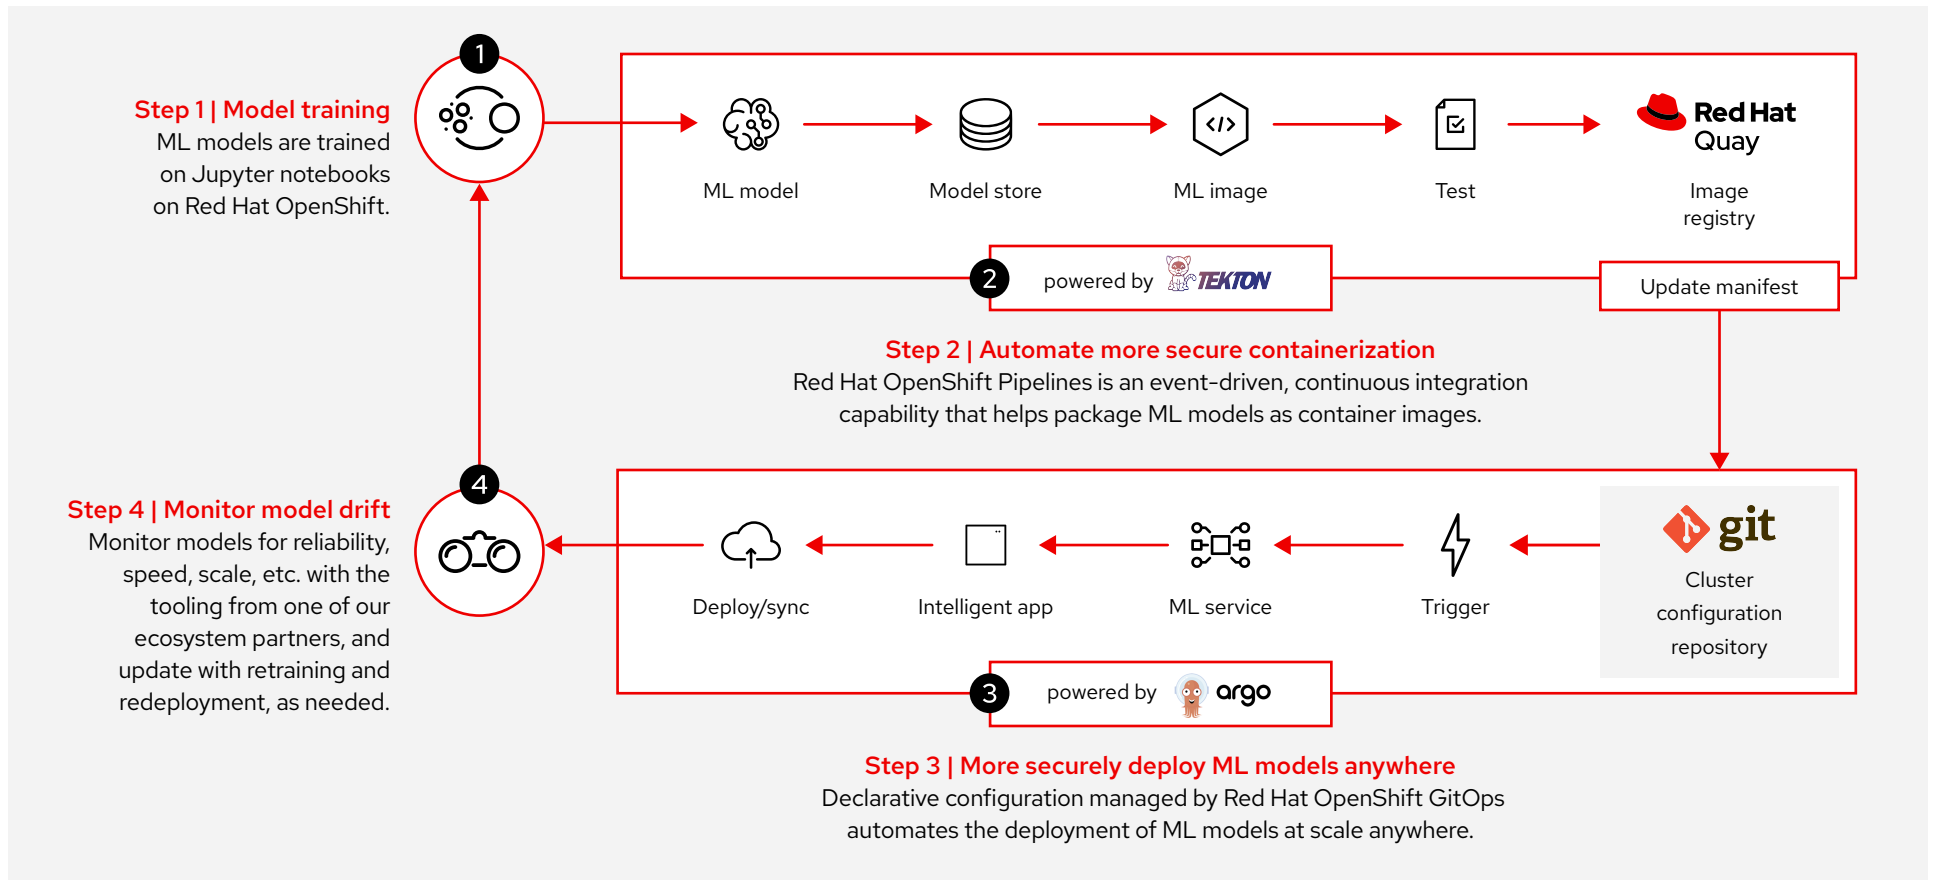 1
Step 1 | Model training
ML models are trained
on Jupyter notebooks
on Red Hat OpenShift.
ML model
Model store
ML image
</>
Test
Red Hat
Quay
Image
registry
2
powered by TEKTON
Update manifest
Step 2 | Automate more secure containerization
Red Hat OpenShift Pipelines is an event-driven, continuous integration
capability that helps package ML models as container images.
4
Step 4 | Monitor model drift
Monitor models for reliability,
speed, scale, etc. with the
tooling from one of our
ecosystem partners, and
update with retraining and
redeployment, as needed.
Deploy/sync
Intelligent app
ML service
Trigger
git
Cluster
configuration
repository
3
powered by argo
Step 3 | More securely deploy ML models anywhere
Declarative configuration managed by Red Hat OpenShift GitOps
automates the deployment of ML models at scale anywhere.